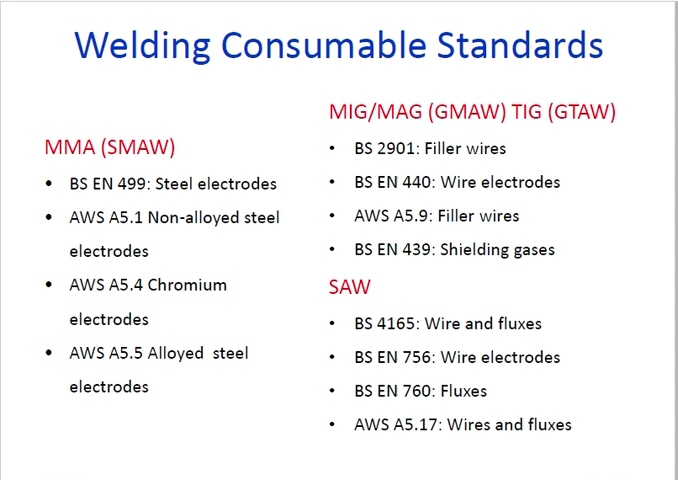 Welding Consumable Standards
MMA (SMAW)
• BS EN 499: Steel electrodes
• AWS A5.1 Non-alloyed steel
electrodes
• AWS A5.4 Chromium
electrodes
• AWS A5.5 Alloyed steel
electrodes
MIG/MAG (GMAW) TIG (GTAW)
• BS 2901: Filler wires
• BS EN 440: Wire electrodes
• AWS A5.9: Filler wires
• BS EN 439: Shielding gases
SAW
• BS 4165: Wire and fluxes
• BS EN 756: Wire electrodes
• BS EN 760: Fluxes
• AWS A5.17: Wires and fluxes